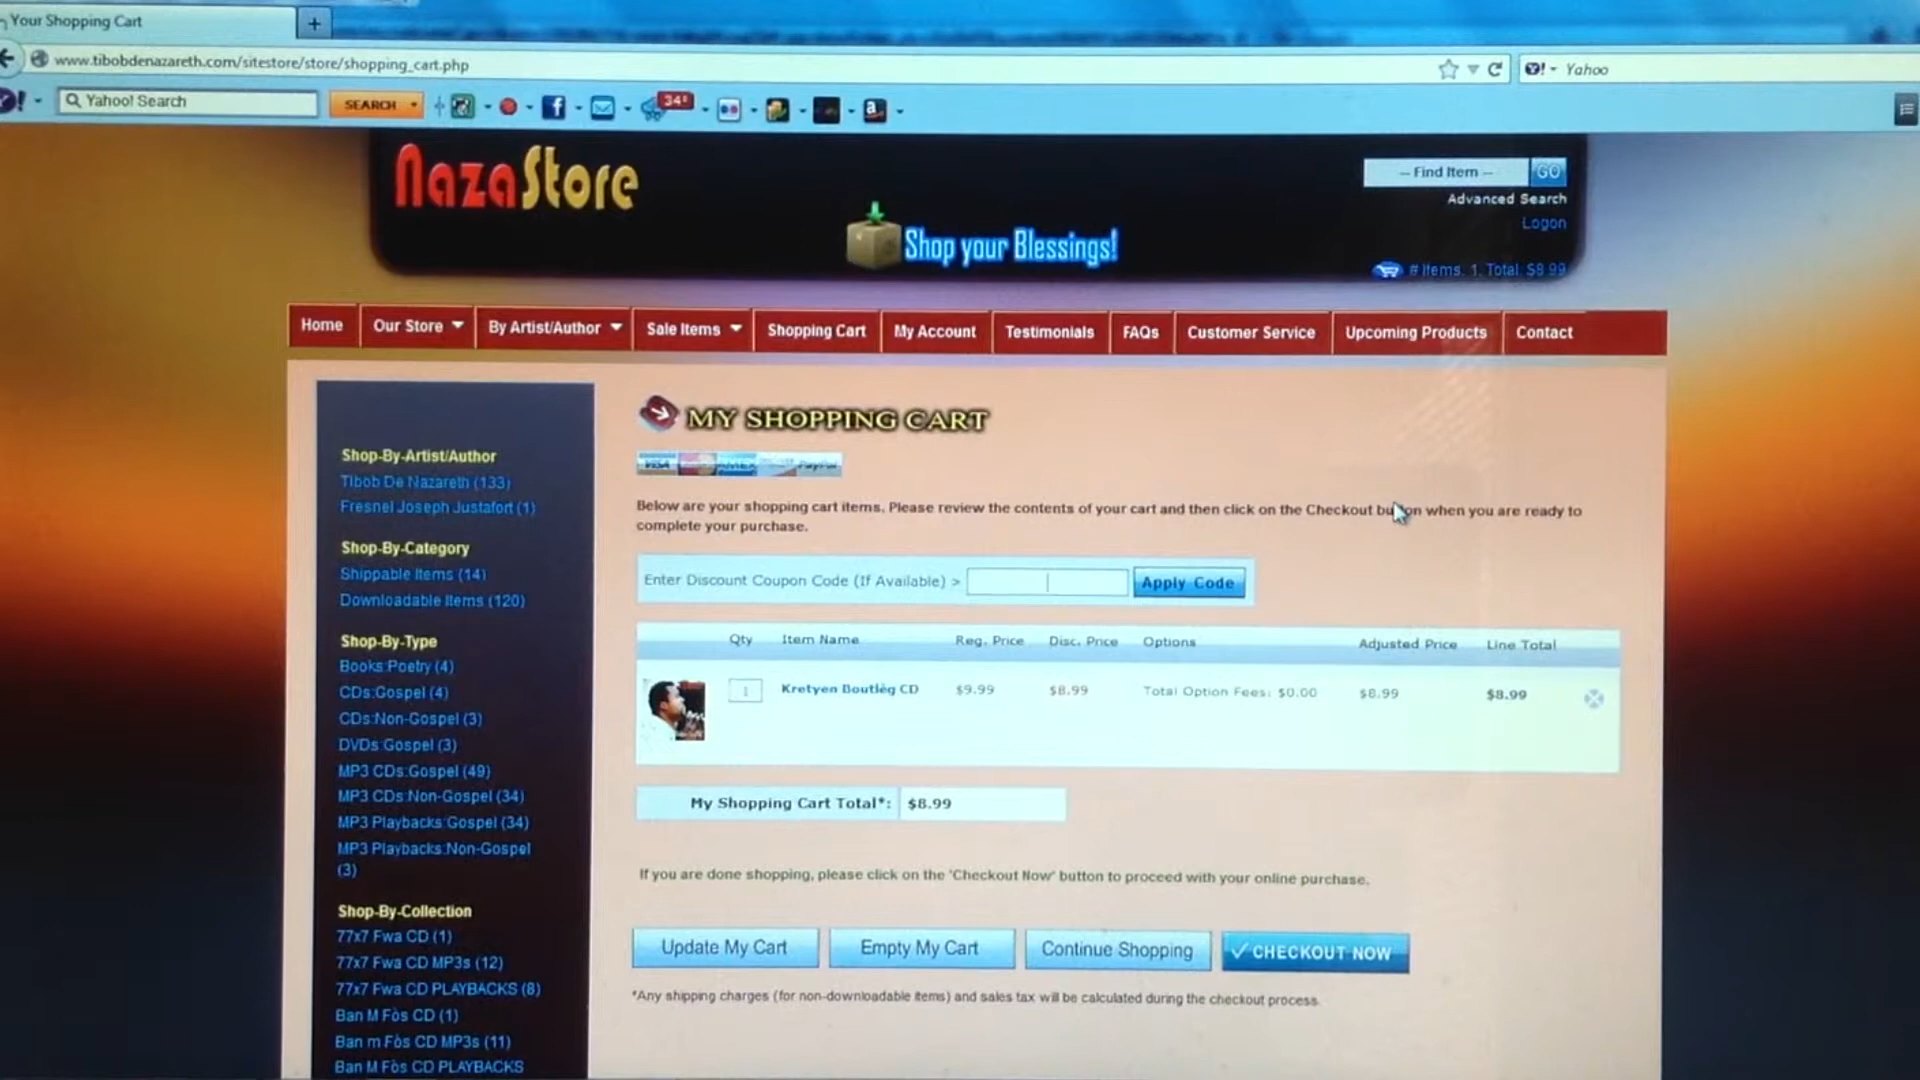 Your Shopping Cart
www.tibobdenazareth.com/sitestore/store/shopping_cart.php
Yahoo
Yahoo! Search
SEARCH
34°
NazaStore
Shop your Blessings!
-- Find Item --
GO
Advanced Search
Logon
# Items. 1. Total. $8.99
Home
Our Store
By Artist/Author
Sale Items
Shopping Cart
My Account
Testimonials
FAQs
Customer Service
Upcoming Products
Contact
Shop-By-Artist/Author
Tibob De Nazareth (133)
Fresnel Joseph Justafort (1)
Shop-By-Category
Shippable Items (14)
Downloadable Items (120)
Shop-By-Type
Books:Poetry (4)
CDs:Gospel (4)
CDs:Non-Gospel (3)
DVDs:Gospel (3)
MP3 CDs:Gospel (49)
MP3 CDs:Non-Gospel (34)
MP3 Playbacks:Gospel (34)
MP3 Playbacks:Non-Gospel
(3)
Shop-By-Collection
77x7 Fwa CD (1)
77x7 Fwa CD MP3s (12)
77x7 Fwa CD PLAYBACKS (8)
Ban M Fòs CD (1)
Ban m Fòs CD MP3s (11)
Ban M Fòs CD PLAYBACKS
MY SHOPPING CART
VISA AMEX PayPal
Below are your shopping cart items. Please review the contents of your cart and then click on the Checkout button when you are ready to
complete your purchase.
Enter Discount Coupon Code (If Available) >
Apply Code
Qty Item Name Reg. Price Disc. Price Options Adjusted Price Line Total
1 Kretyen Boutlèg CD $9.99 $8.99 Total Option Fees: $0.00 $8.99 $8.99
My Shopping Cart Total*: $8.99
If you are done shopping, please click on the 'Checkout Now' button to proceed with your online purchase.
Update My Cart
Empty My Cart
Continue Shopping
CHECKOUT NOW
*Any shipping charges (for non-downloadable items) and sales tax will be calculated during the checkout process.